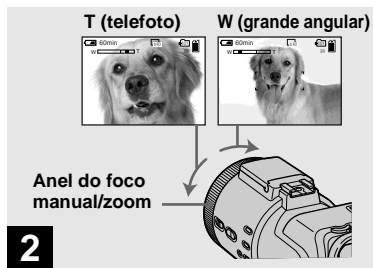 T (telefoto) W (grande angular)
60min 60min
W T W T
Anel do foco
manual/zoom
2